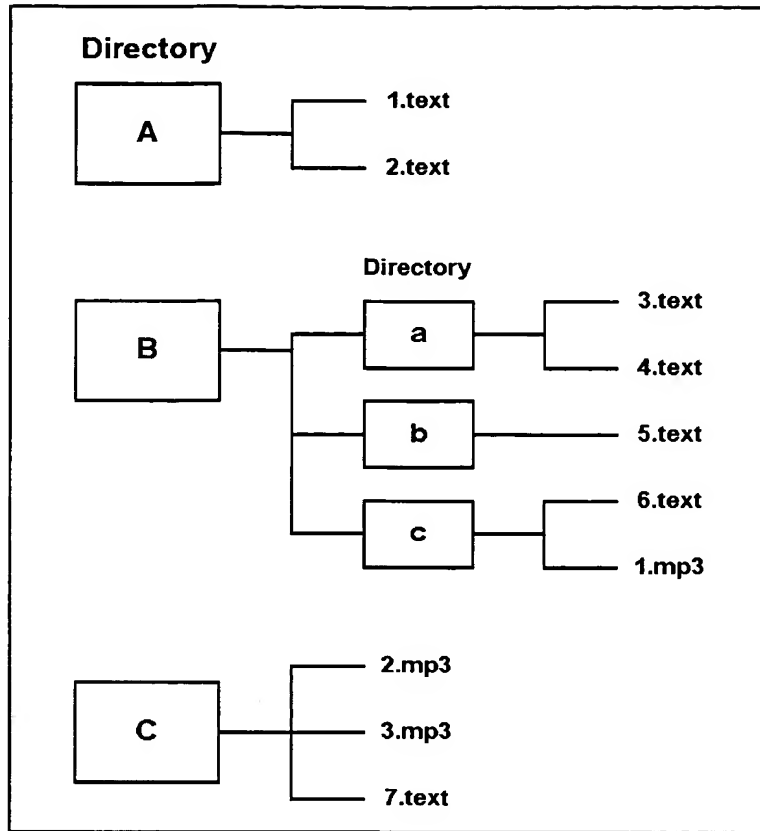 Directory
A
1.text
2.text
Directory
B
a
3.text
4.text
b
5.text
c
6.text
1.mp3
C
2.mp3
3.mp3
7.text